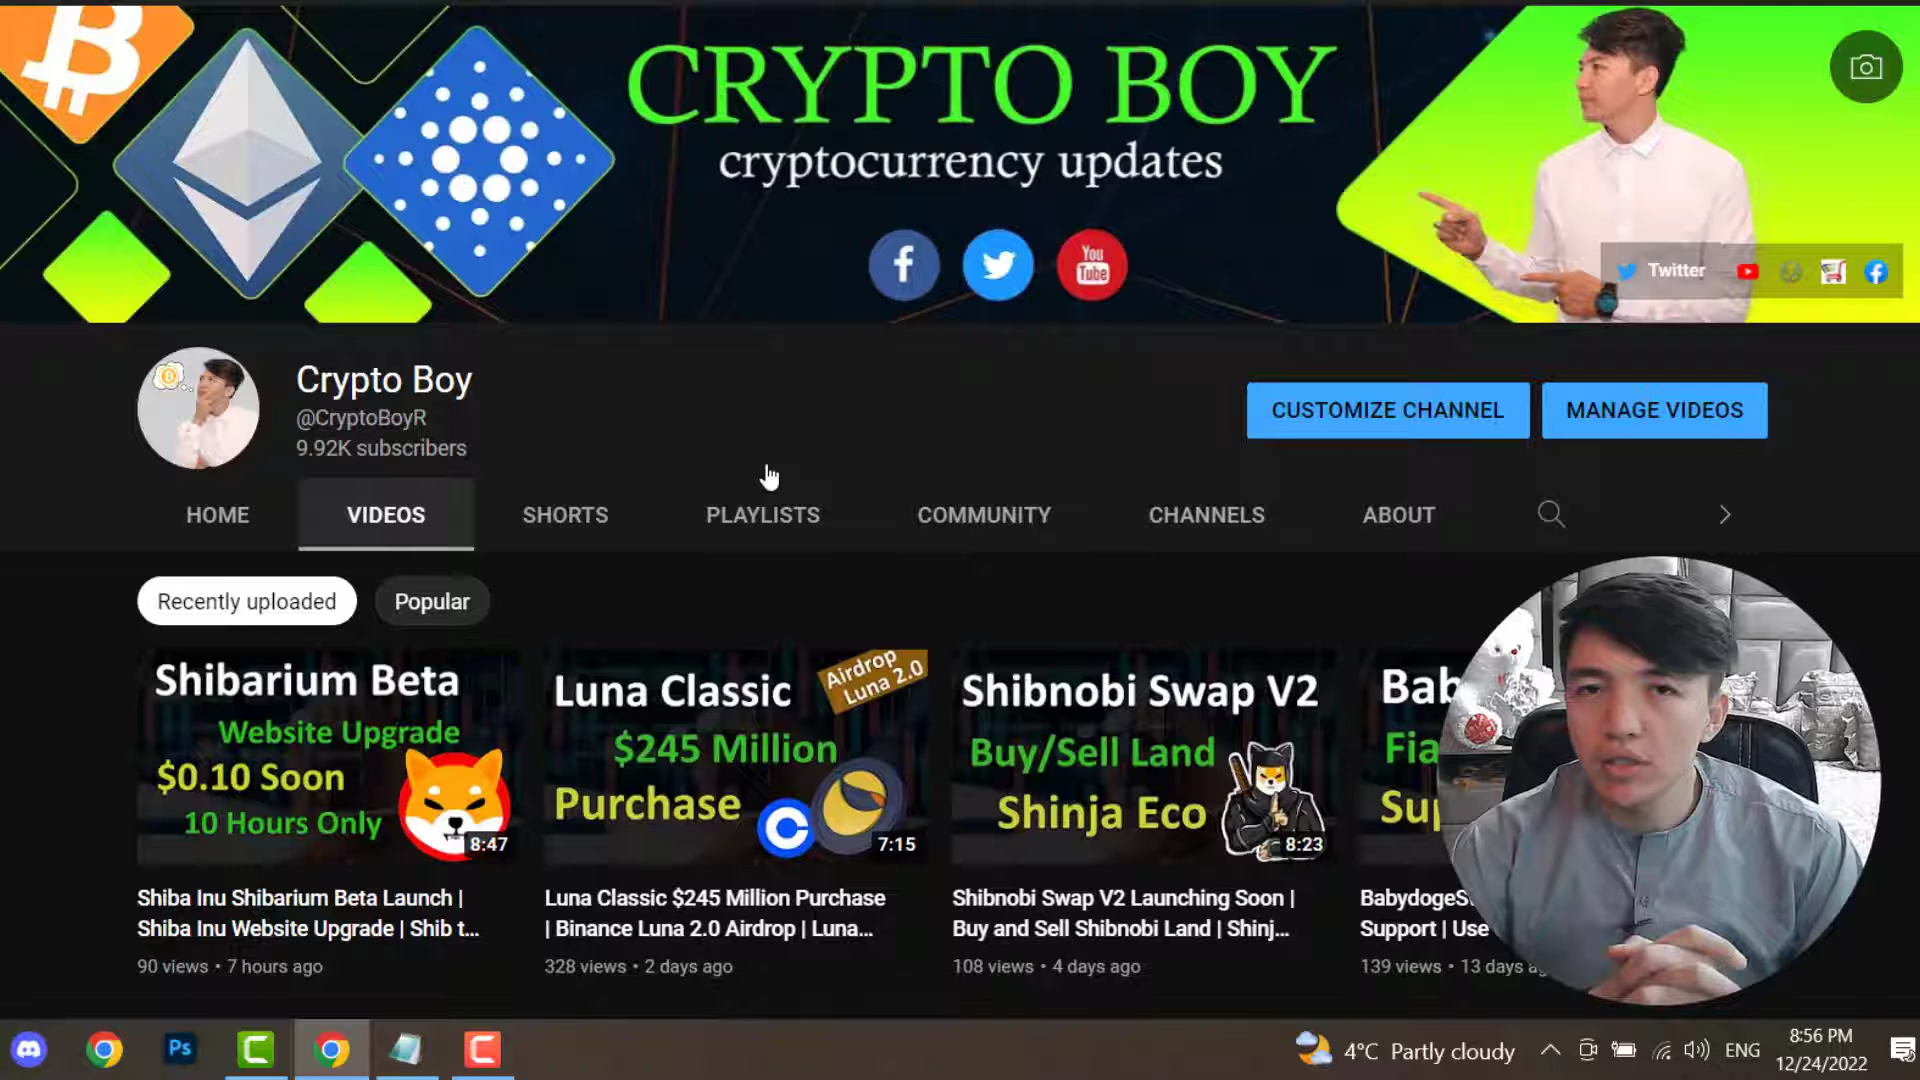 CRYPTO BOY
cryptocurrency updates
You
Tube
Twitter
Crypto Boy
@CryptoBoyR
9.92K subscribers
CUSTOMIZE CHANNEL
MANAGE VIDEOS
HOME
VIDEOS
SHORTS
PLAYLISTS
COMMUNITY
CHANNELS
ABOUT
Recently uploaded
Popular
Shibarium Beta
Website Upgrade
$0.10 Soon
10 Hours Only
8:47
Airdrop
Luna 2.0
Luna Classic
$245 Million
Purchase
7:15
Shibnobi Swap V2
Buy/Sell Land
Shinja Eco
8:23
Bab
Fia
Sup
Shiba Inu Shibarium Beta Launch |
Shiba Inu Website Upgrade | Shib t...
90 views • 7 hours ago
Luna Classic $245 Million Purchase
| Binance Luna 2.0 Airdrop | Luna...
328 views • 2 days ago
Shibnobi Swap V2 Launching Soon |
Buy and Sell Shibnobi Land | Shinj...
108 views • 4 days ago
BabydogeS
Support | Use
139 views • 13 days ag
Ps
4°C Partly cloudy
ENG
8:56 PM
12/24/2022